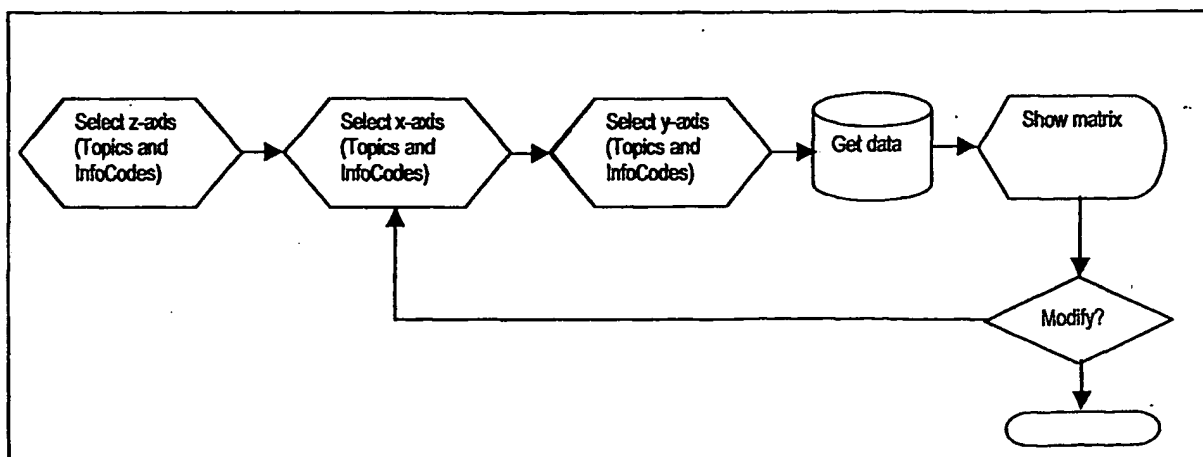 Select z-axis
(Topics and
InfoCodes)
Select x-axis
(Topics and
InfoCodes)
Select y-axis
(Topics and
InfoCodes)
Get data
Show matrix
Modify?